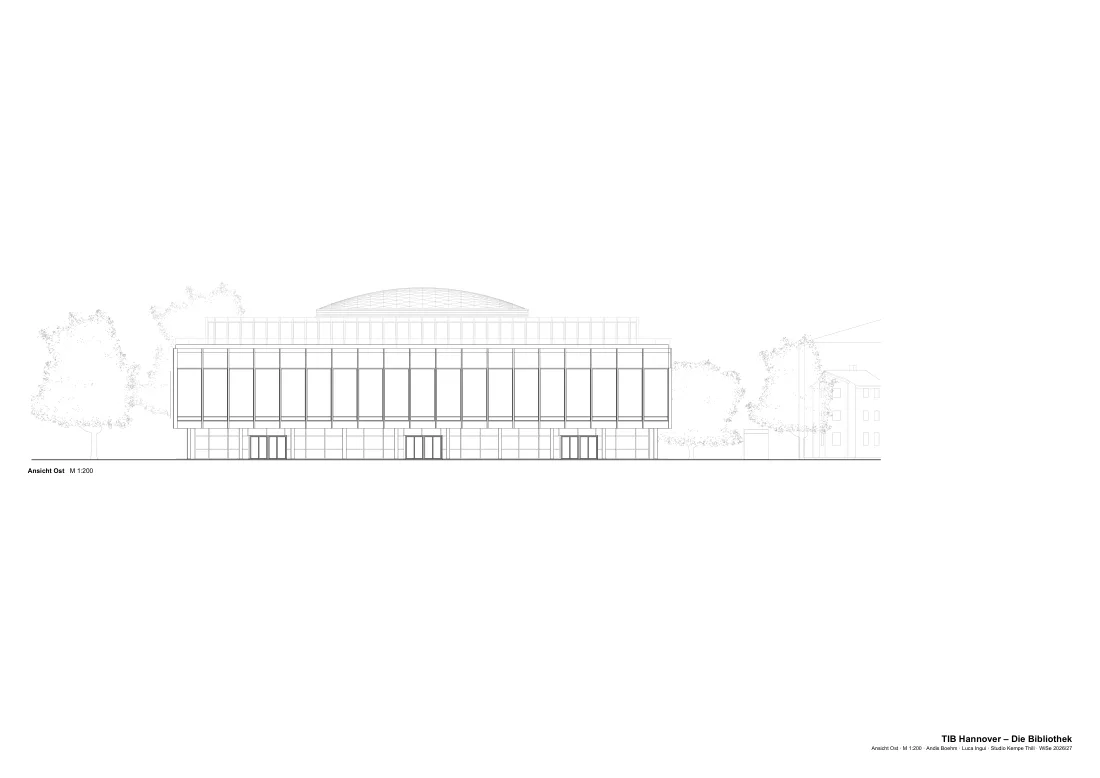 Ansicht Ost M 1:200
TIB Hannover – Die Bibliothek
Ansicht Ost · M 1:200 · Anda Boehm · Luca Ingui · Studio Kempe Thill · WiSe 2026/27